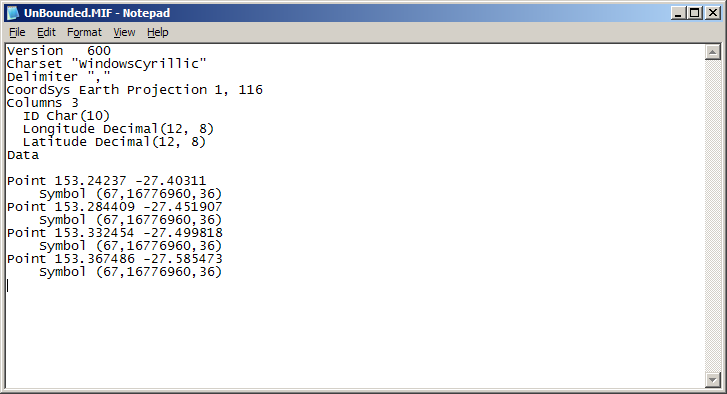 UnBounded.MIF - Notepad
File Edit Format View Help
Version   600
Charset "WindowsCyrillic"
Delimiter ","
CoordSys Earth Projection 1, 116
Columns 3
  ID Char(10)
  Longitude Decimal(12, 8)
  Latitude Decimal(12, 8)
Data

Point 153.24237 -27.40311
    Symbol (67,16776960,36)
Point 153.284409 -27.451907
    Symbol (67,16776960,36)
Point 153.332454 -27.499818
    Symbol (67,16776960,36)
Point 153.367486 -27.585473
    Symbol (67,16776960,36)